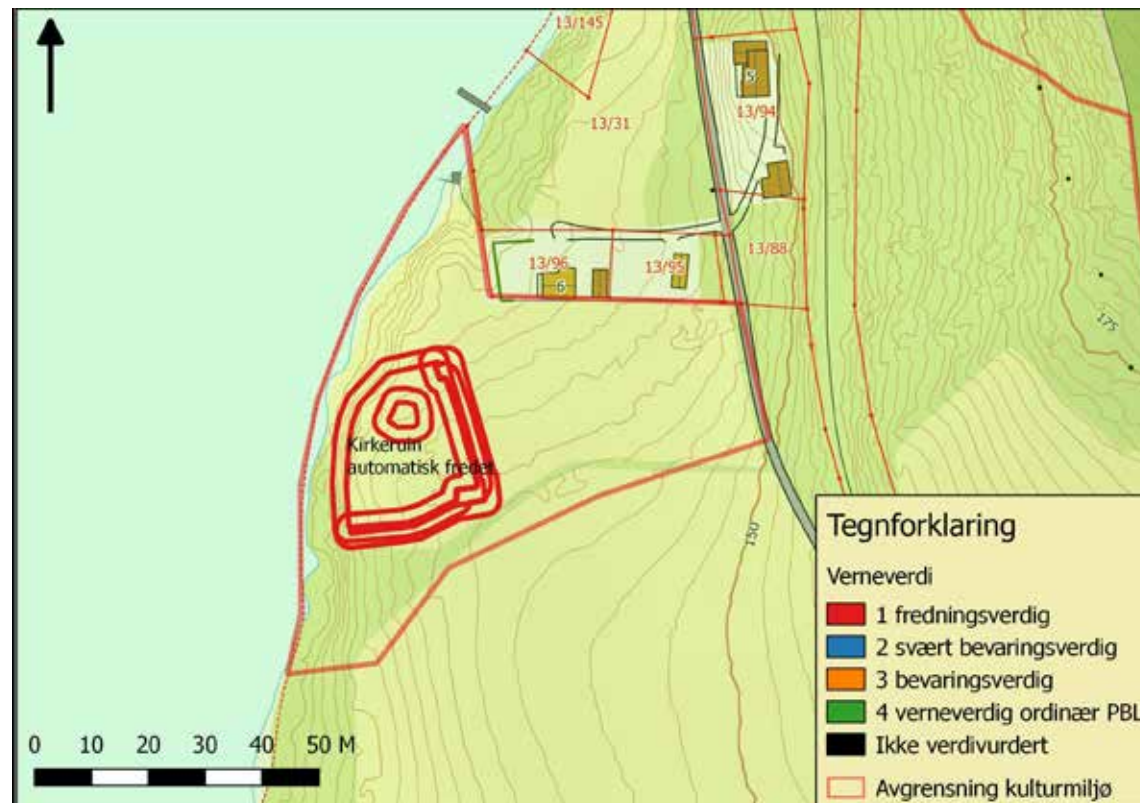 13/145
13/31
5
13/94
13/96
13/95
13/88
6
175
Kirkeruin
automatisk fredet
150
Tegnforklaring
Verneverdi
1 fredningsverdig
2 svært bevaringsverdig
3 bevaringsverdig
4 verneverdig ordinær PBL
Ikke verdivurdert
Avgrensning kulturmiljø
0 10 20 30 40 50 M